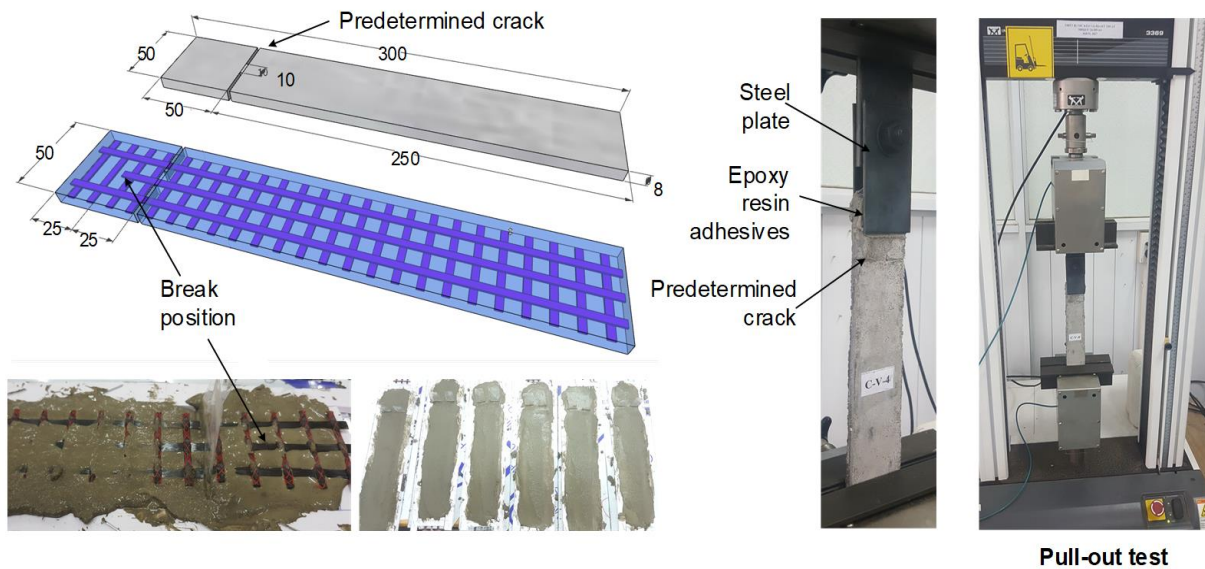 Predetermined crack
50
300
10
50
250
8
50
25
25
Break
position
Steel
plate
Epoxy
resin
adhesives
Predetermined
crack
C-V-4
3369
Pull-out test